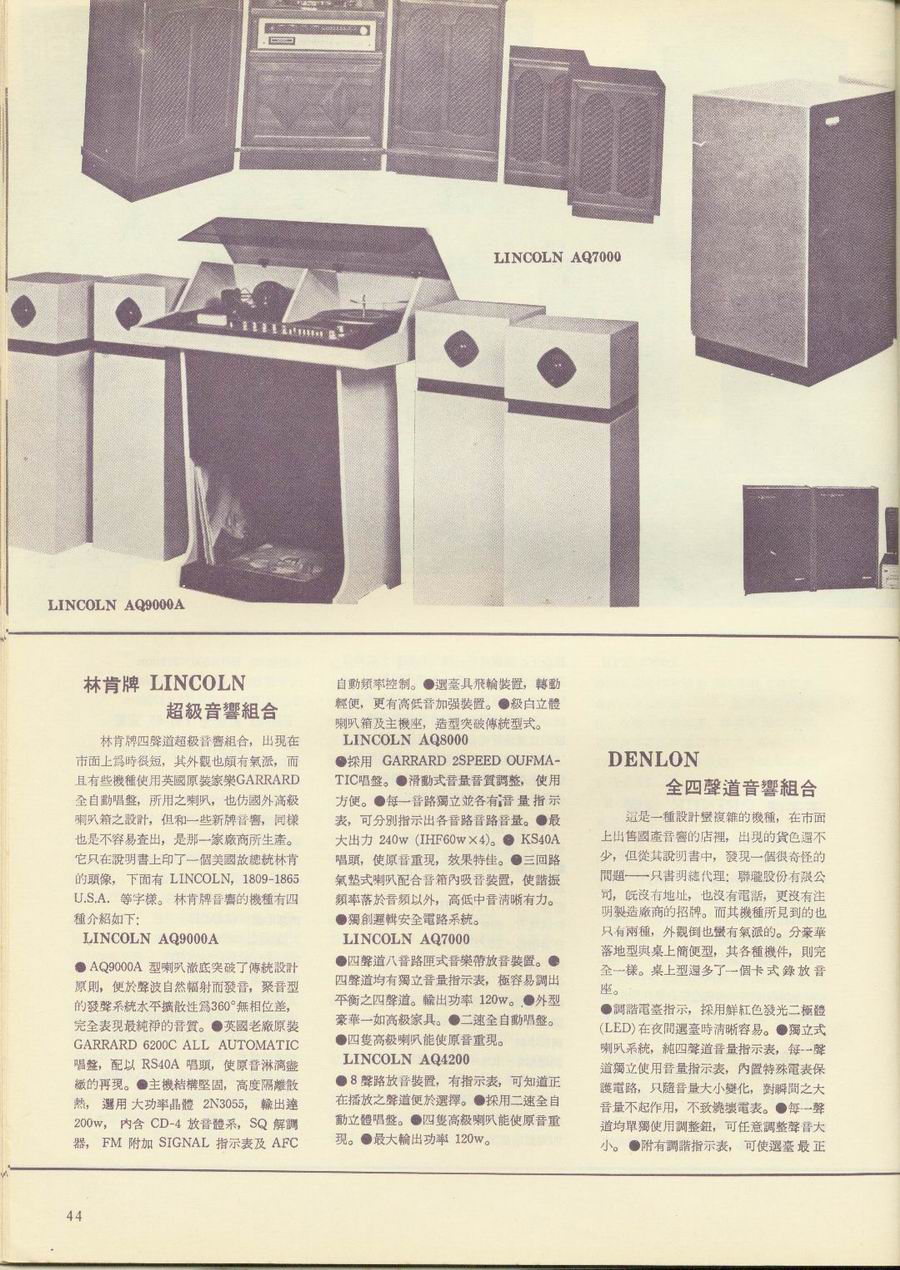 LINCOLN AQ7000
LINCOLN AQ9000A
林肯牌 LINCOLN
超級音響組合
林肯牌四聲道超級音響組合，出現在
市面上爲時很短，其外觀也頗有氣派，而
且有些機種使用英國原裝家樂GARRARD
全自動唱盤，所用之喇叭，也仿國外高級
喇叭箱之設計，但和一些新牌音響，同樣
也是不容易查出，是那一家廠商所生產。
它只在說明書上印了一個美國故總統林肯
的頭像，下面有 LINCOLN, 1809-1865
U.S.A. 等字樣。林肯牌音響的機種有四
種介紹如下:
LINCOLN AQ9000A
●AQ9000A 型喇叭澈底突破了傳統設計
原則，便於聲波自然輻射而發音，聚音型
的發聲系統水平擴散性爲360°無相位差，
完全表現最純淨的音質。●英國老廠原裝
GARRARD 6200C ALL AUTOMATIC
唱盤，配以 RS40A 唱頭，使原音淋漓盡
緻的再現。●主機結構堅固，高度隔離散
熱，選用大功率晶體 2N3055，輸出達
200w，內含 CD-4 放音體系，SQ 解調
器，FM 附加 SIGNAL 指示表及 AFC
自動頻率控制。●選臺具飛輪裝置，轉動
輕便，更有高低音加强裝置。●級白立體
喇叭箱及主機座，造型突破傳統型式。
LINCOLN AQ8000
●採用 GARRARD 2SPEED OUFMA-
TIC唱盤。●滑動式音量音質調整，使用
方便。●每一音路獨立並各有音量指示
表，可分別指示出各音路音路音量。●最
大出力 240w (IHF60w×4)。●KS40A
唱頭，使原音重現，效果特佳。●三回路
氣墊式喇叭配合音箱內吸音裝置，使諧振
頻率落於音頻以外，高低中音清晰有力。
●獨創邏輯安全電路系統。
LINCOLN AQ7000
●四聲道八音路匣式音樂帶放音裝置。●
四聲道均有獨立音量指示表，極容易調出
平衡之四聲道。輸出功率 120w。●外型
豪華一如高級家具。●二速全自動唱盤。
●四隻高級喇叭能使原音重現。
LINCOLN AQ4200
●8 聲路放音裝置，有指示表，可知道正
在播放之聲道便於選擇。●採用二速全自
動立體唱盤。●四隻高級喇叭能使原音重
現。●最大輸出功率 120w。
DENLON
全四聲道音響組合
這是一種設計蠻複雜的機種，在市面
上出售國產音響的店裡，出現的貨色還不
少，但從其說明書中，發現一個很奇怪的
問題——只書明總代理：聯瓏股份有限公
司，旣沒有地址，也沒有電話，更沒有注
明製造廠商的招牌。而其機種所見到的也
只有兩種，外觀倒也蠻有氣派的。分豪華
落地型與桌上簡便型，其各種機件，則完
全一樣。桌上型還多了一個卡式錄放音
座。
●調諧電臺指示，採用鮮紅色發光二極體
(LED)在夜間選臺時清晰容易。●獨立式
喇叭系統，純四聲道音量指示表，每一聲
道獨立使用音量指示表，內置特殊電表保
護電路，只隨音量大小變化，對瞬間之大
音量不起作用，不致燒壞電表。●每一聲
道均單獨使用調整鈕，可任意調整聲音大
小。●附有調諧指示表，可使選臺最正
44